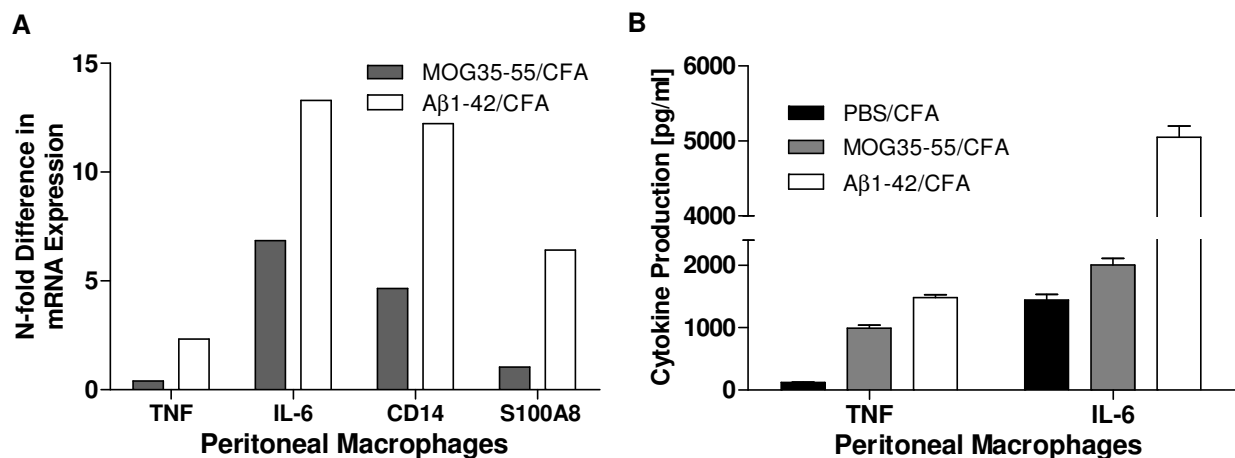 A
N-fold Difference in
mRNA Expression
15
10
5
0
MOG35-55/CFA
Aβ1-42/CFA
TNF IL-6 CD14 S100A8
Peritoneal Macrophages
B
Cytokine Production [pg/ml]
6000
5000
4000
2000
1000
0
PBS/CFA
MOG35-55/CFA
Aβ1-42/CFA
TNF IL-6
Peritoneal Macrophages